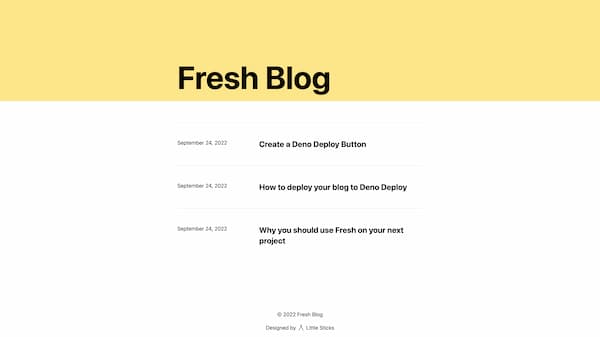 Fresh Blog
September 24, 2022
Create a Deno Deploy Button
September 24, 2022
How to deploy your blog to Deno Deploy
September 24, 2022
Why you should use Fresh on your next
project
© 2022 Fresh Blog
Designed by Little Sticks